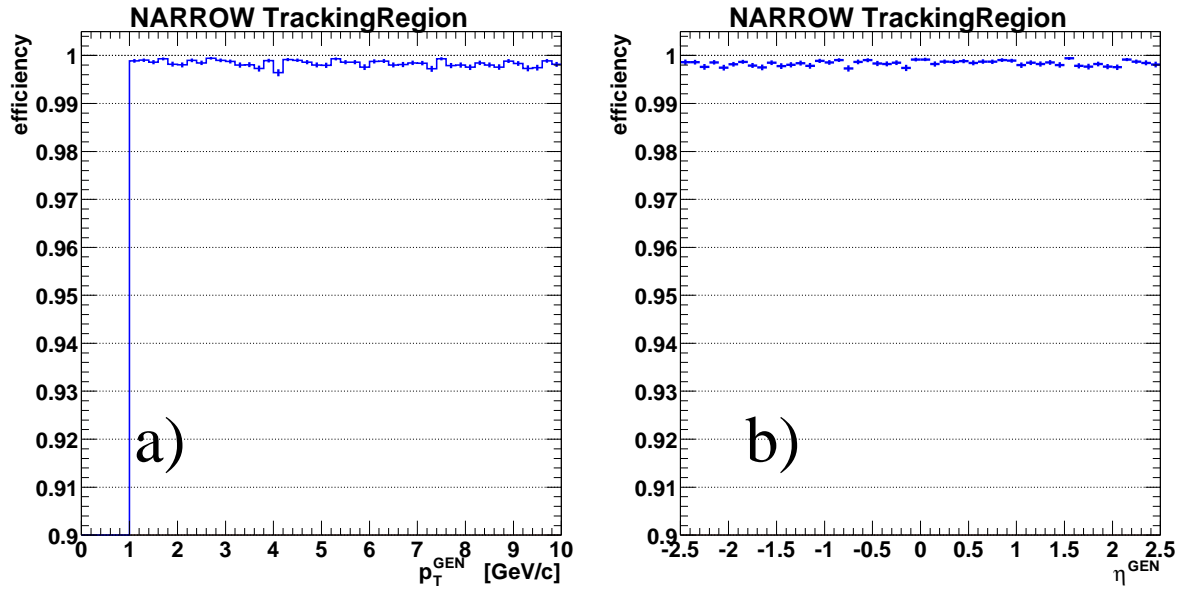 NARROW TrackingRegion
efficiency
1
0.99
0.98
0.97
0.96
0.95
0.94
0.93
0.92
0.91
0.9
a)
0 1 2 3 4 5 6 7 8 9 10
p_T^GEN [GeV/c]
NARROW TrackingRegion
efficiency
1
0.99
0.98
0.97
0.96
0.95
0.94
0.93
0.92
0.91
0.9
b)
-2.5 -2 -1.5 -1 -0.5 0 0.5 1 1.5 2 2.5
η^GEN